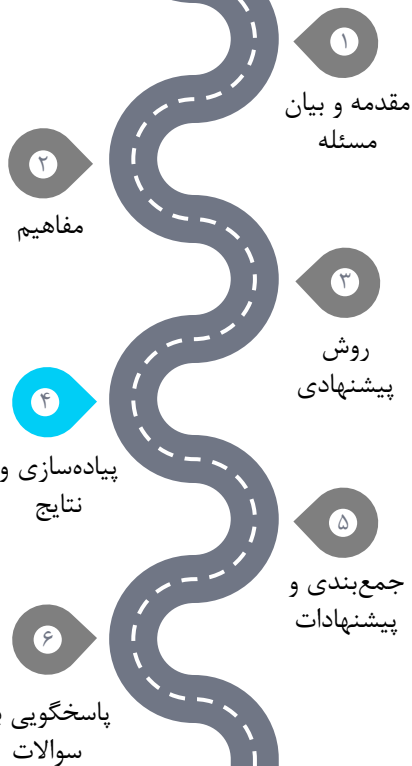 ۱
مقدمه و بیان
مسئله
۲
مفاهیم
۳
روش
پیشنهادی
۴
پیاده‌سازی و
نتایج
۵
جمع‌بندی و
پیشنهادات
۶
پاسخگویی
سوالات